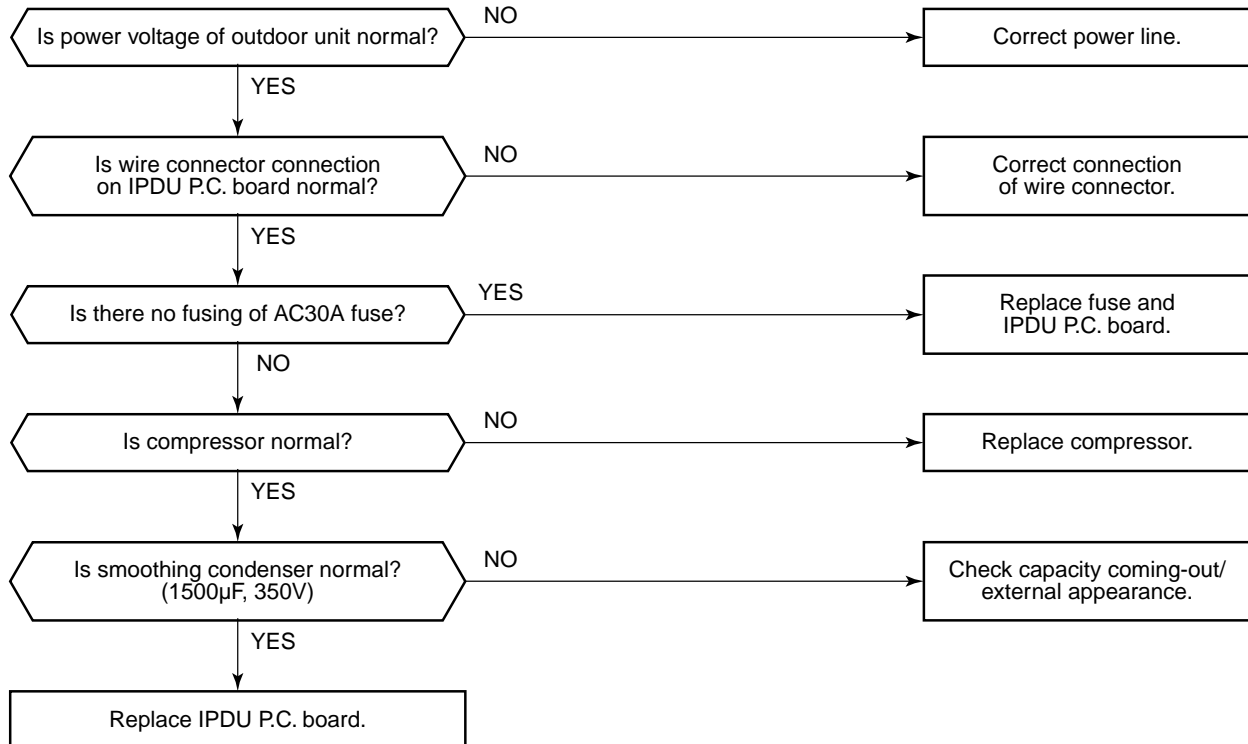 Is power voltage of outdoor unit normal?
NO
Correct power line.
YES
Is wire connector connection
on IPDU P.C. board normal?
NO
Correct connection
of wire connector.
YES
Is there no fusing of AC30A fuse?
YES
Replace fuse and
IPDU P.C. board.
NO
Is compressor normal?
NO
Replace compressor.
YES
Is smoothing condenser normal?
(1500µF, 350V)
NO
Check capacity coming-out/
external appearance.
YES
Replace IPDU P.C. board.